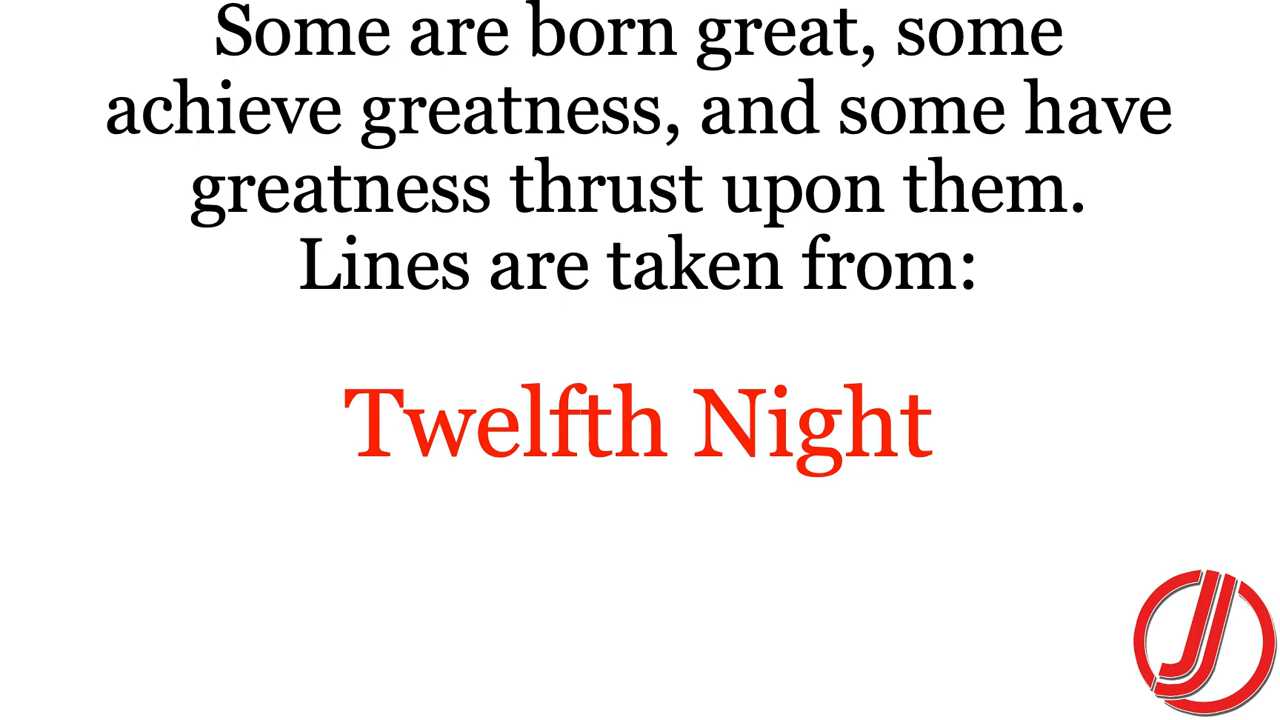 Some are born great, some
achieve greatness, and some have
greatness thrust upon them.
Lines are taken from:
Twelfth Night